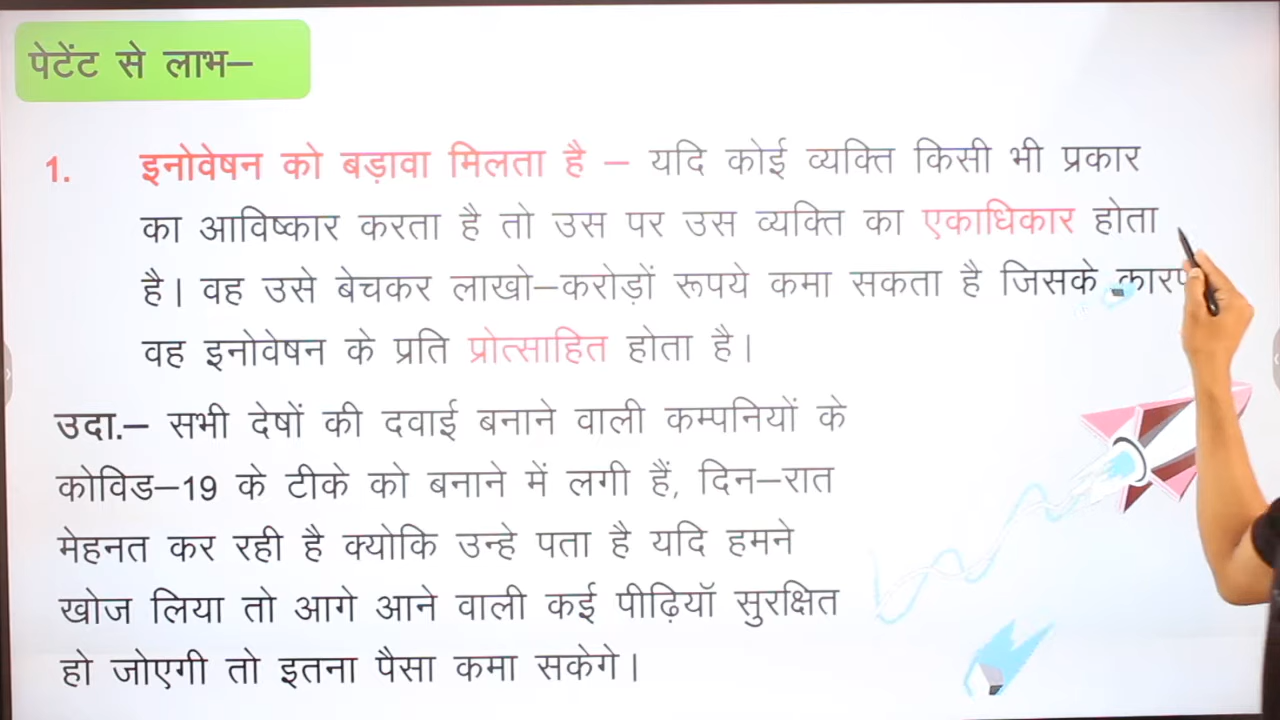 पेटेंट से लाभ–
1. इनोवेषन को बड़ावा मिलता है – यदि कोई व्यक्ति किसी भी प्रकार
का आविष्कार करता है तो उस पर उस व्यक्ति का एकाधिकार होता
है। वह उसे बेचकर लाखो–करोड़ों रूपये कमा सकता है जिसके कारण
वह इनोवेषन के प्रति प्रोत्साहित होता है।
उदा.– सभी देषों की दवाई बनाने वाली कम्पनियों के
कोविड–19 के टीके को बनाने में लगी हैं, दिन–रात
मेहनत कर रही है क्योकि उन्हे पता है यदि हमने
खोज लिया तो आगे आने वाली कई पीढ़ियॉ सुरक्षित
हो जोएगी तो इतना पैसा कमा सकेगे।